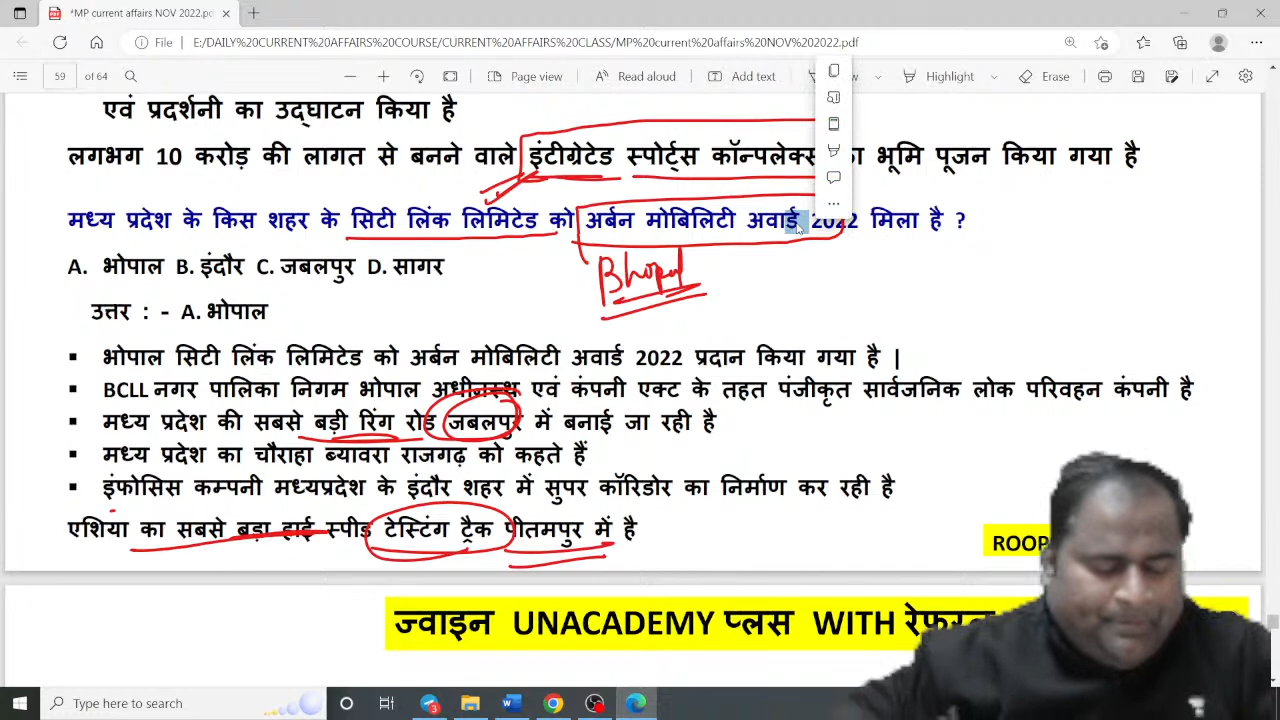 *MP current affairs NOV 2022.pd
File E:/DAILY%20CURRENT%20AFFAIRS%20COURSE/CURRENT%20AFFAIRS%20CLASS/MP%20current%20affairs%20NOV%202022.pdf
59 of 64 Page view Read aloud Add text Highlight Erase
एवं प्रदर्शनी का उद्घाटन किया है
लगभग 10 करोड़ की लागत से बनने वाले इंटीग्रेटेड स्पोर्ट्स कॉम्पलेक्स का भूमि पूजन किया गया है
मध्य प्रदेश के किस शहर के सिटी लिंक लिमिटेड को अर्बन मोबिलिटी अवार्ड 2022 मिला है ?
A. भोपाल B. इंदौर C. जबलपुर D. सागर
Bhopal
उत्तर : - A. भोपाल
▪ भोपाल सिटी लिंक लिमिटेड को अर्बन मोबिलिटी अवार्ड 2022 प्रदान किया गया है |
▪ BCLL नगर पालिका निगम भोपाल अधीनस्थ एवं कंपनी एक्ट के तहत पंजीकृत सार्वजनिक लोक परिवहन कंपनी है
▪ मध्य प्रदेश की सबसे बड़ी रिंग रोड जबलपुर में बनाई जा रही है
▪ मध्य प्रदेश का चौराहा ब्यावरा राजगढ़ को कहते हैं
▪ इंफोसिस कम्पनी मध्यप्रदेश के इंदौर शहर में सुपर कॉरिडोर का निर्माण कर रही है
एशिया का सबसे बड़ा हाई स्पीड टेस्टिंग ट्रैक पीतमपुर में है
ROOP
ज्वाइन UNACADEMY प्लस WITH
Type here to search
3